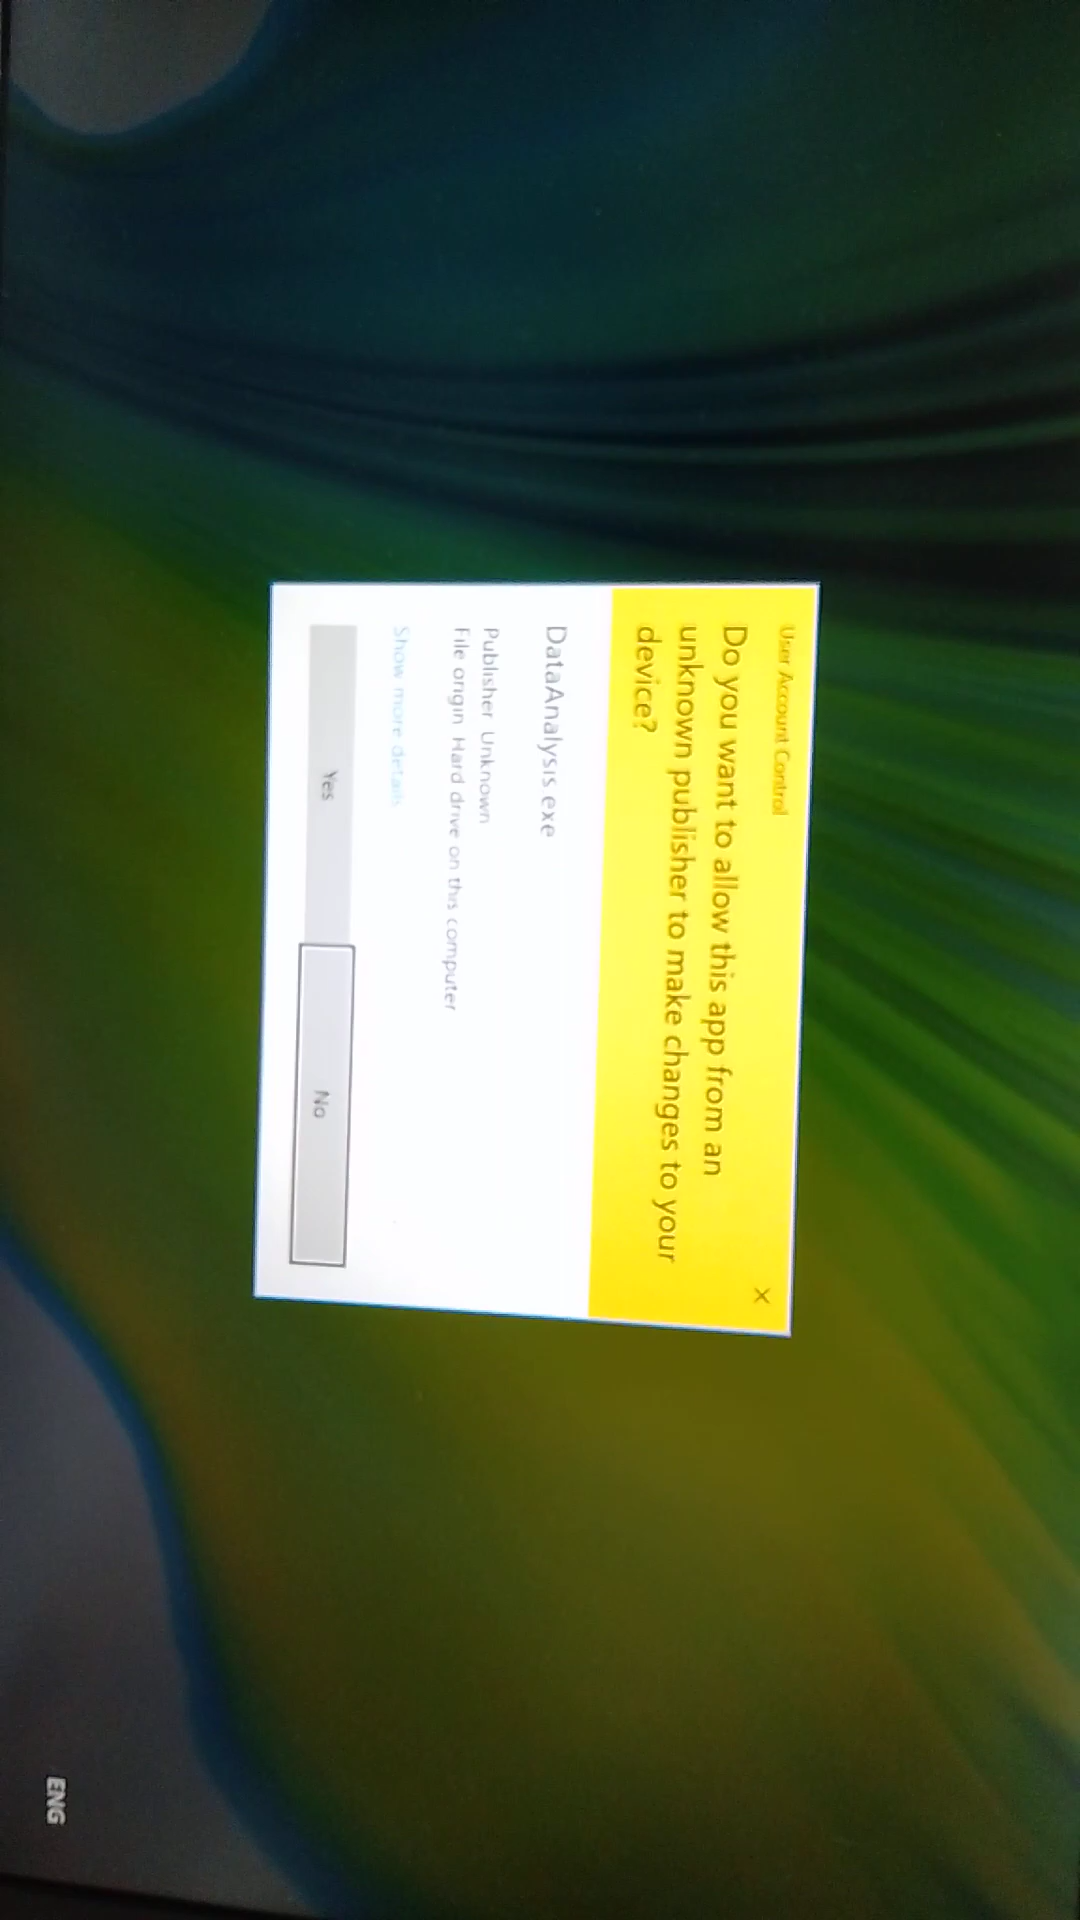 User Account Control
×
Do you want to allow this app from an
unknown publisher to make changes to your
device?
DataAnalysis.exe
Publisher: Unknown
File origin: Hard drive on this computer
Show more details
Yes
No
ENG